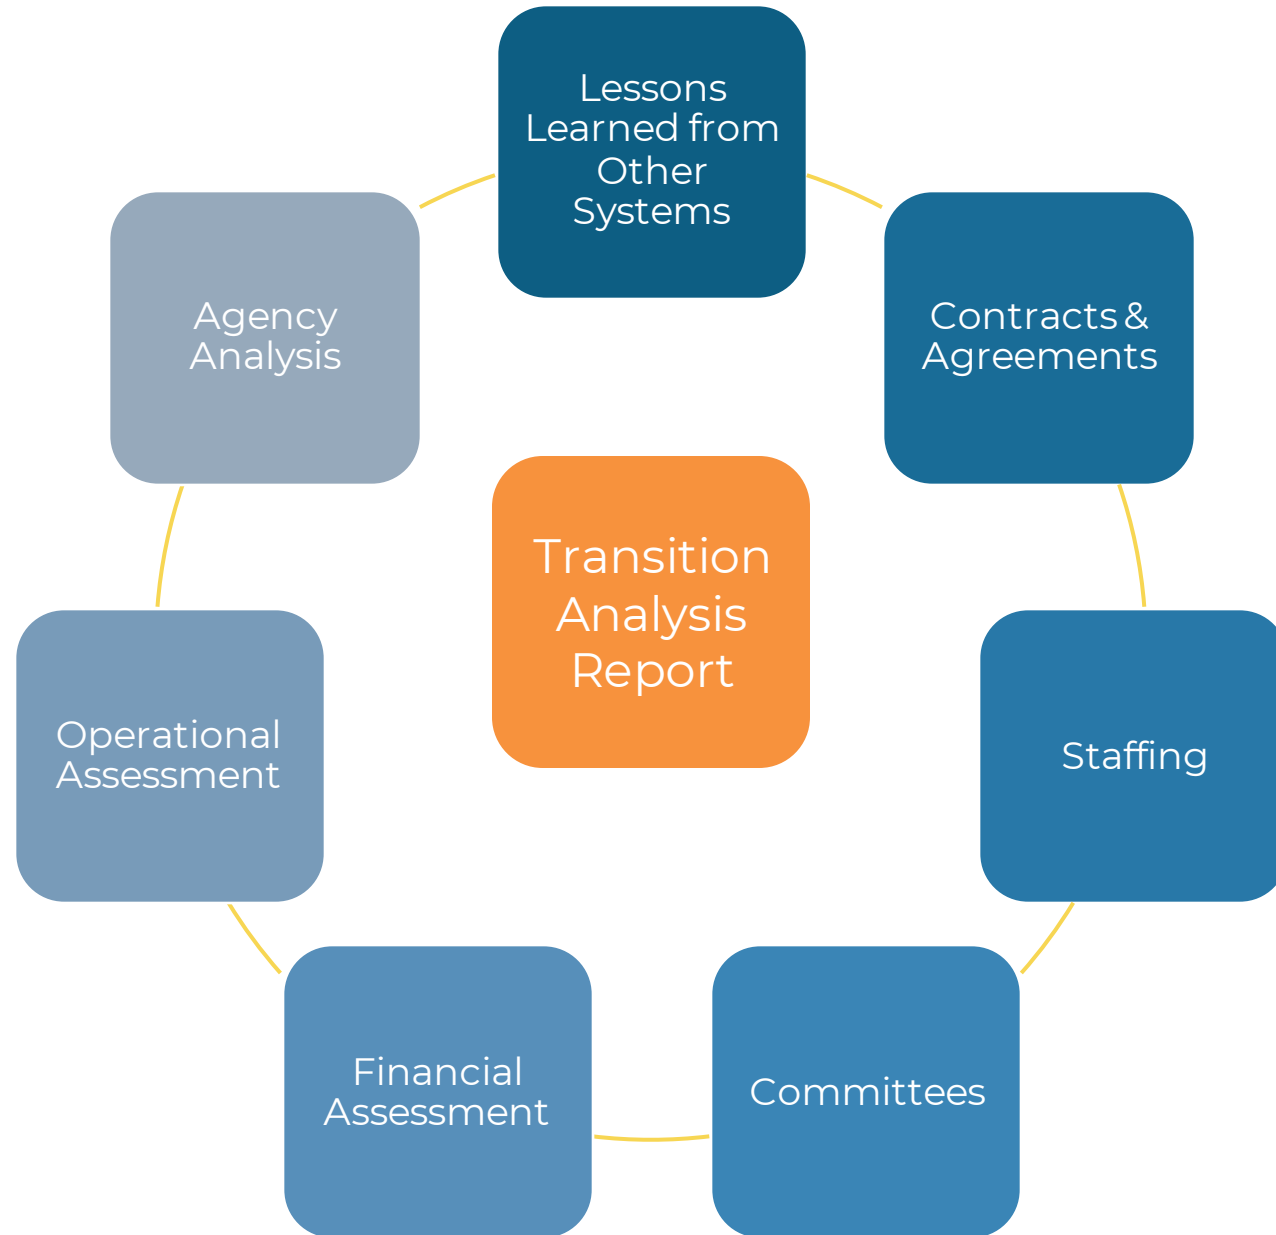 Lessons
Learned from
Other
Systems
Contracts &
Agreements
Staffing
Committees
Financial
Assessment
Operational
Assessment
Agency
Analysis
Transition
Analysis
Report